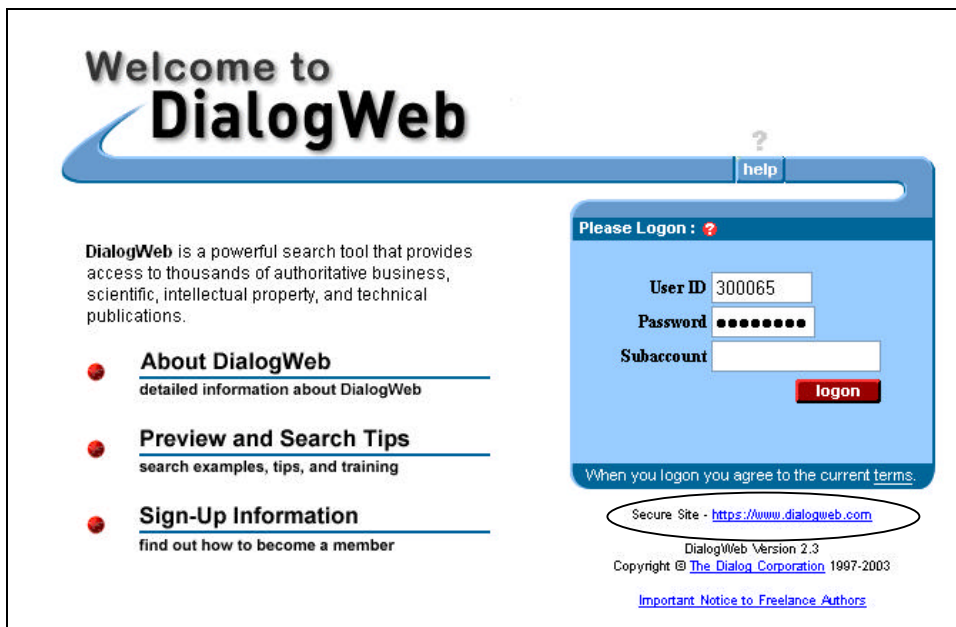 Welcome to
DialogWeb
?
help
DialogWeb is a powerful search tool that provides
access to thousands of authoritative business,
scientific, intellectual property, and technical
publications.
About DialogWeb
detailed information about DialogWeb
Preview and Search Tips
search examples, tips, and training
Sign-Up Information
find out how to become a member
Please Logon : ?
User ID 300065
Password ●●●●●●●●
Subaccount
logon
When you logon you agree to the current terms.
Secure Site - https://www.dialogweb.com
DialogWeb Version 2.3
Copyright © The Dialog Corporation 1997-2003
Important Notice to Freelance Authors